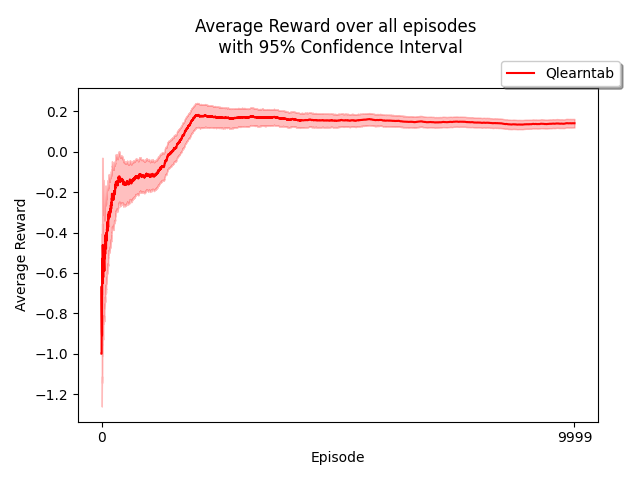 Average Reward over all episodes
with 95% Confidence Interval
Qlearntab
0.2
0.0
−0.2
−0.4
−0.6
−0.8
−1.0
−1.2
Average Reward
0
9999
Episode